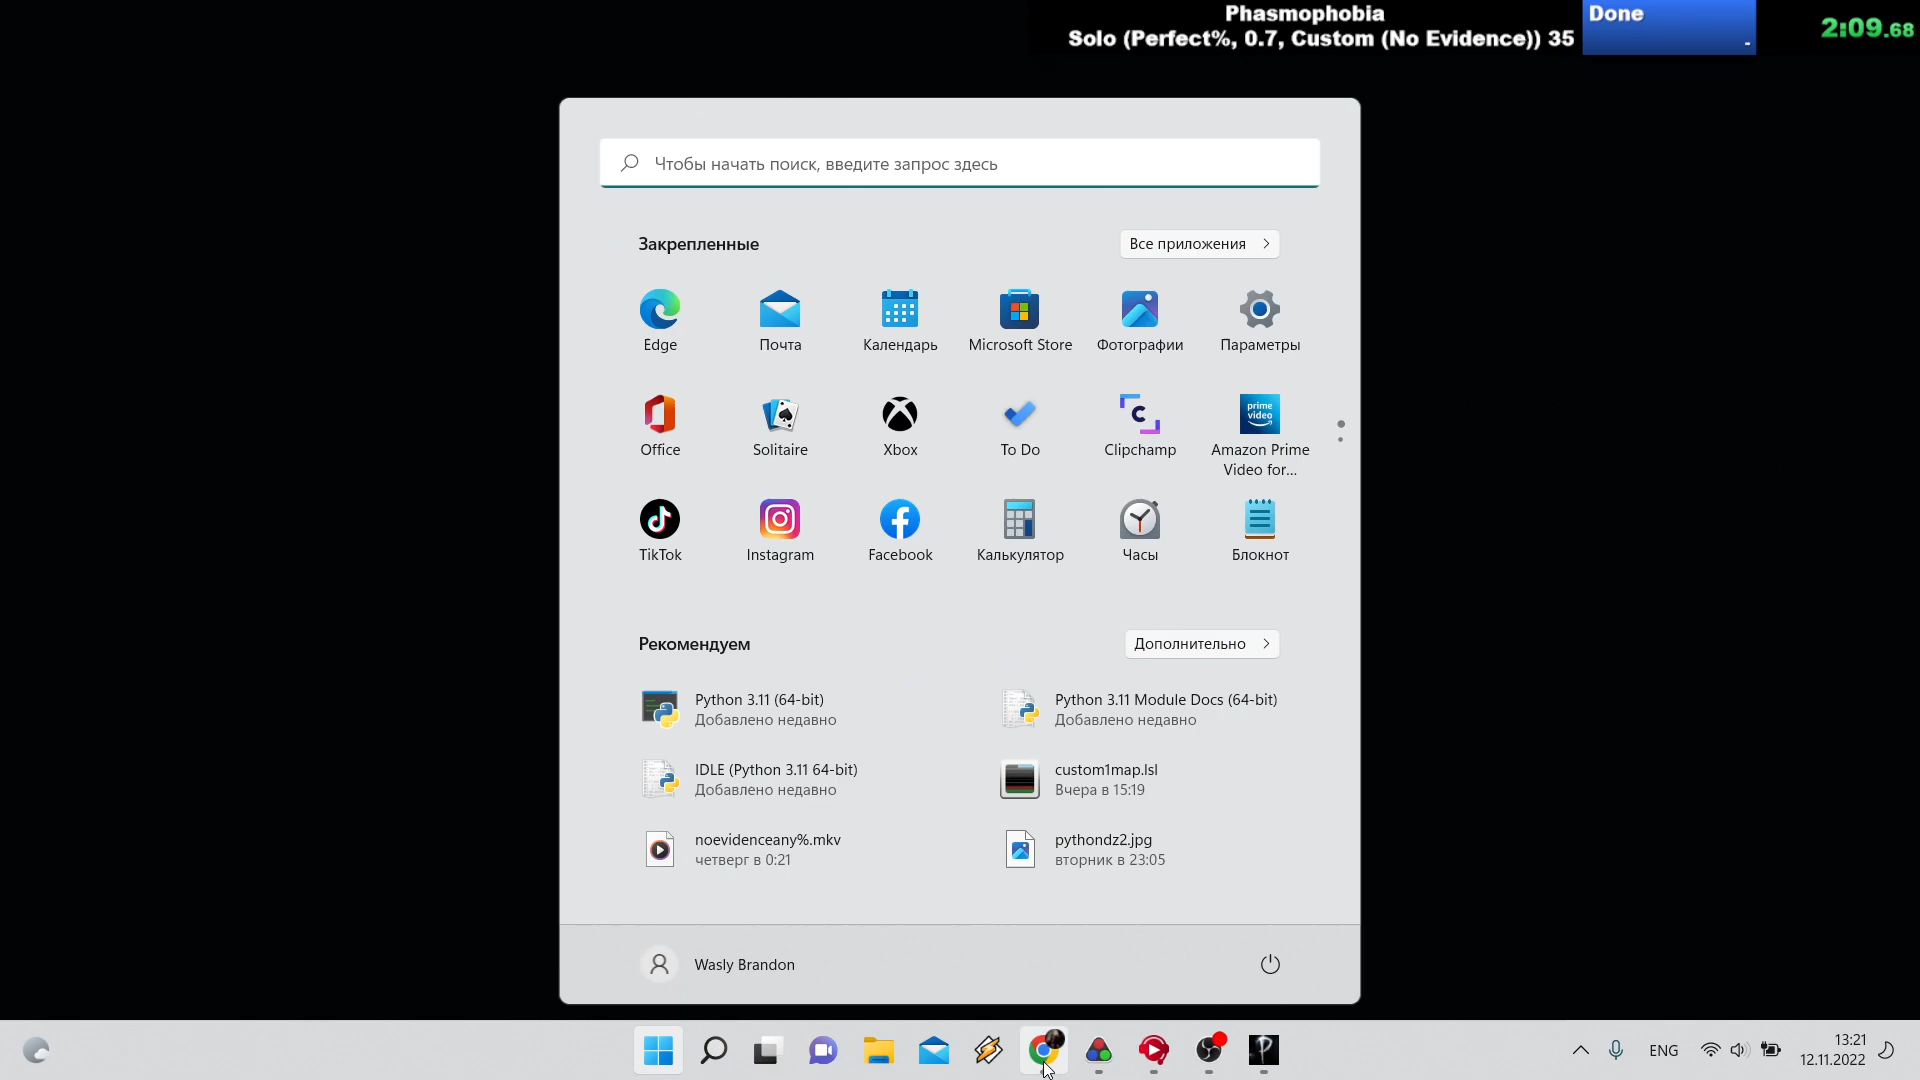 Phasmophobia
Solo (Perfect%, 0.7, Custom (No Evidence)) 35
Done
-
2:09.68
Чтобы начать поиск, введите запрос здесь
Закрепленные
Все приложения
Edge
Почта
Календарь
Microsoft Store
Фотографии
Параметры
Office
Solitaire
Xbox
To Do
Clipchamp
prime
video
Amazon Prime
Video for...
TikTok
Instagram
Facebook
Калькулятор
Часы
Блокнот
Рекомендуем
Дополнительно
Python 3.11 (64-bit)
Добавлено недавно
Python 3.11 Module Docs (64-bit)
Добавлено недавно
IDLE (Python 3.11 64-bit)
Добавлено недавно
custom1map.lsl
Вчера в 15:19
noevidenceany%.mkv
четверг в 0:21
pythondz2.jpg
вторник в 23:05
Wasly Brandon
ENG
13:21
12.11.2022